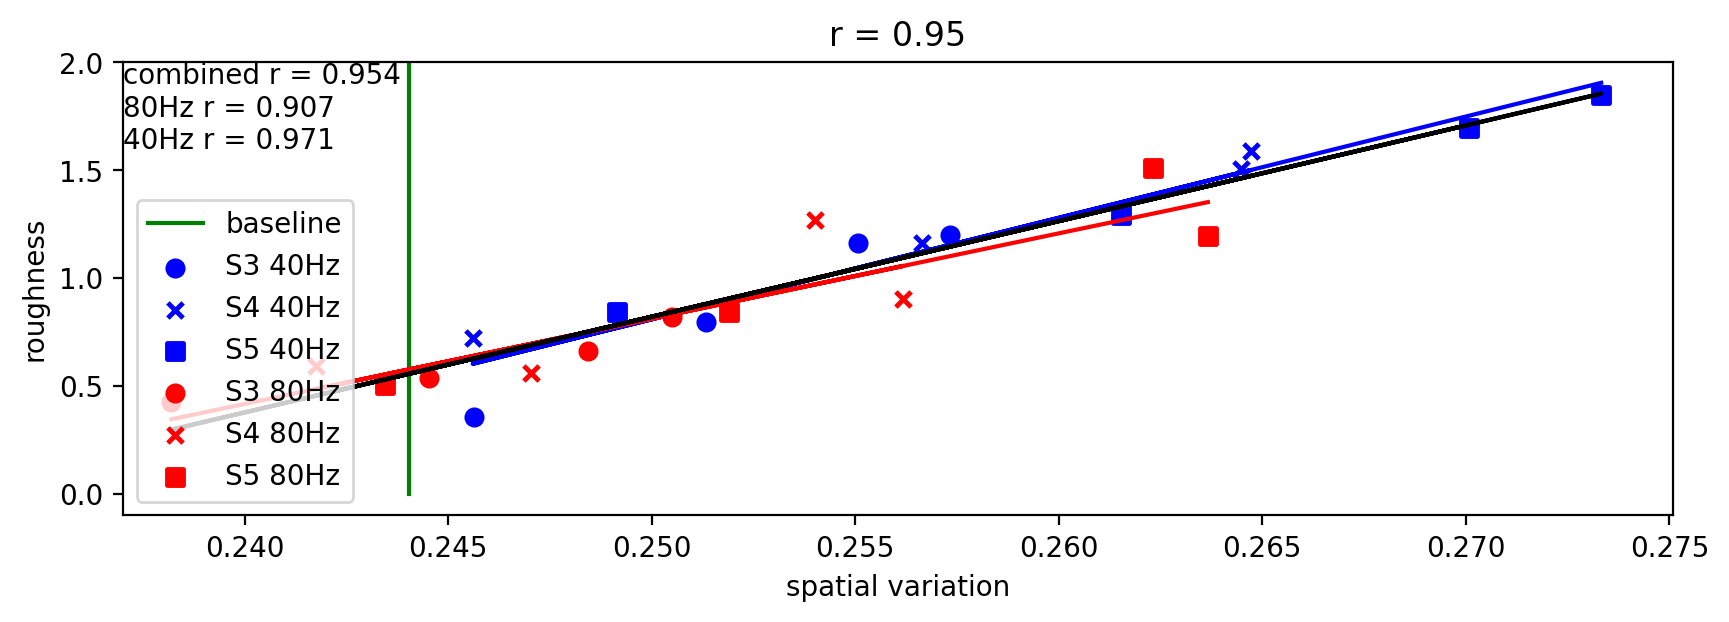 r = 0.95
combined r = 0.954
80Hz r = 0.907
40Hz r = 0.971
baseline
S3 40Hz
S4 40Hz
S5 40Hz
S3 80Hz
S4 80Hz
S5 80Hz
roughness
2.0
1.5
1.0
0.5
0.0
0.240 0.245 0.250 0.255 0.260 0.265 0.270 0.275
spatial variation